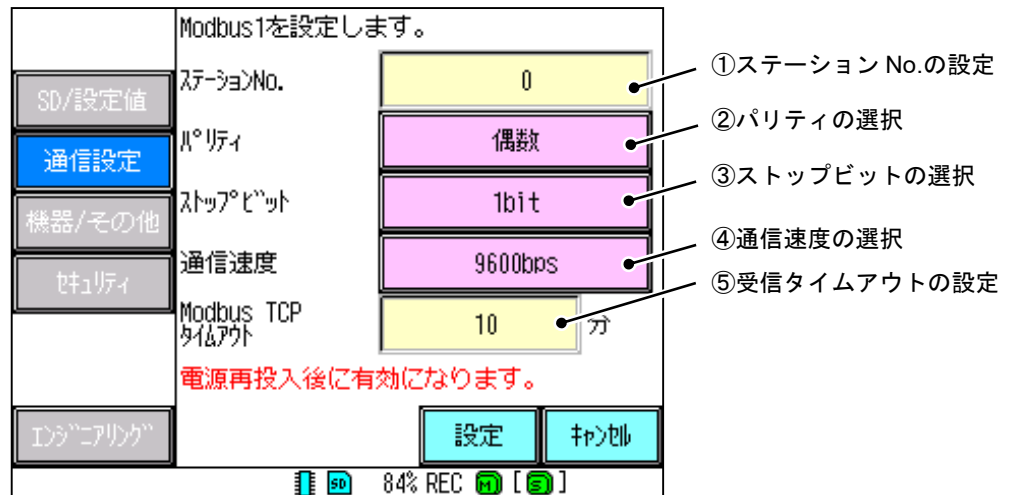 Modbus1を設定します。
ステーションNo.
0
①ステーション No.の設定
SD/設定値
パリティ
偶数
②パリティの選択
通信設定
ストップビット
1bit
③ストップビットの選択
機器/その他
通信速度
9600bps
④通信速度の選択
セキュリティ
Modbus TCP
タイムアウト
10
分
⑤受信タイムアウトの設定
電源再投入後に有効になります。
エンジニアリング
設定
キャンセル
SD 84% REC M [S]